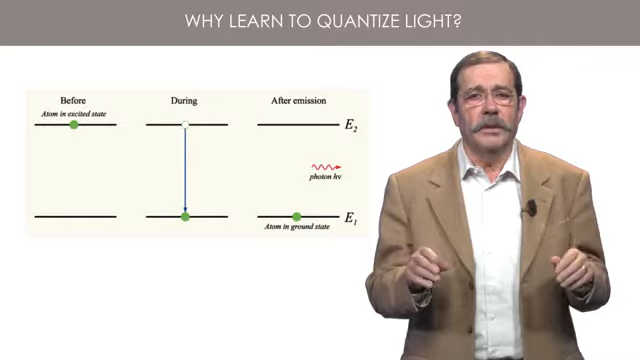 WHY LEARN TO QUANTIZE LIGHT?
Before During After emission
Atom in excited state
E2
photon hν
E1
Atom in ground state